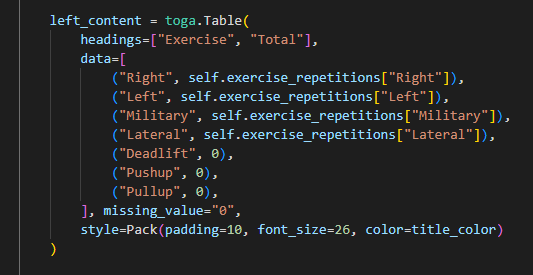 left_content = toga.Table(
    headings=["Exercise", "Total"],
    data=[
        ("Right", self.exercise_repetitions["Right"]),
        ("Left", self.exercise_repetitions["Left"]),
        ("Military", self.exercise_repetitions["Military"]),
        ("Lateral", self.exercise_repetitions["Lateral"]),
        ("Deadlift", 0),
        ("Pushup", 0),
        ("Pullup", 0),
    ], missing_value="0",
    style=Pack(padding=10, font_size=26, color=title_color)
)